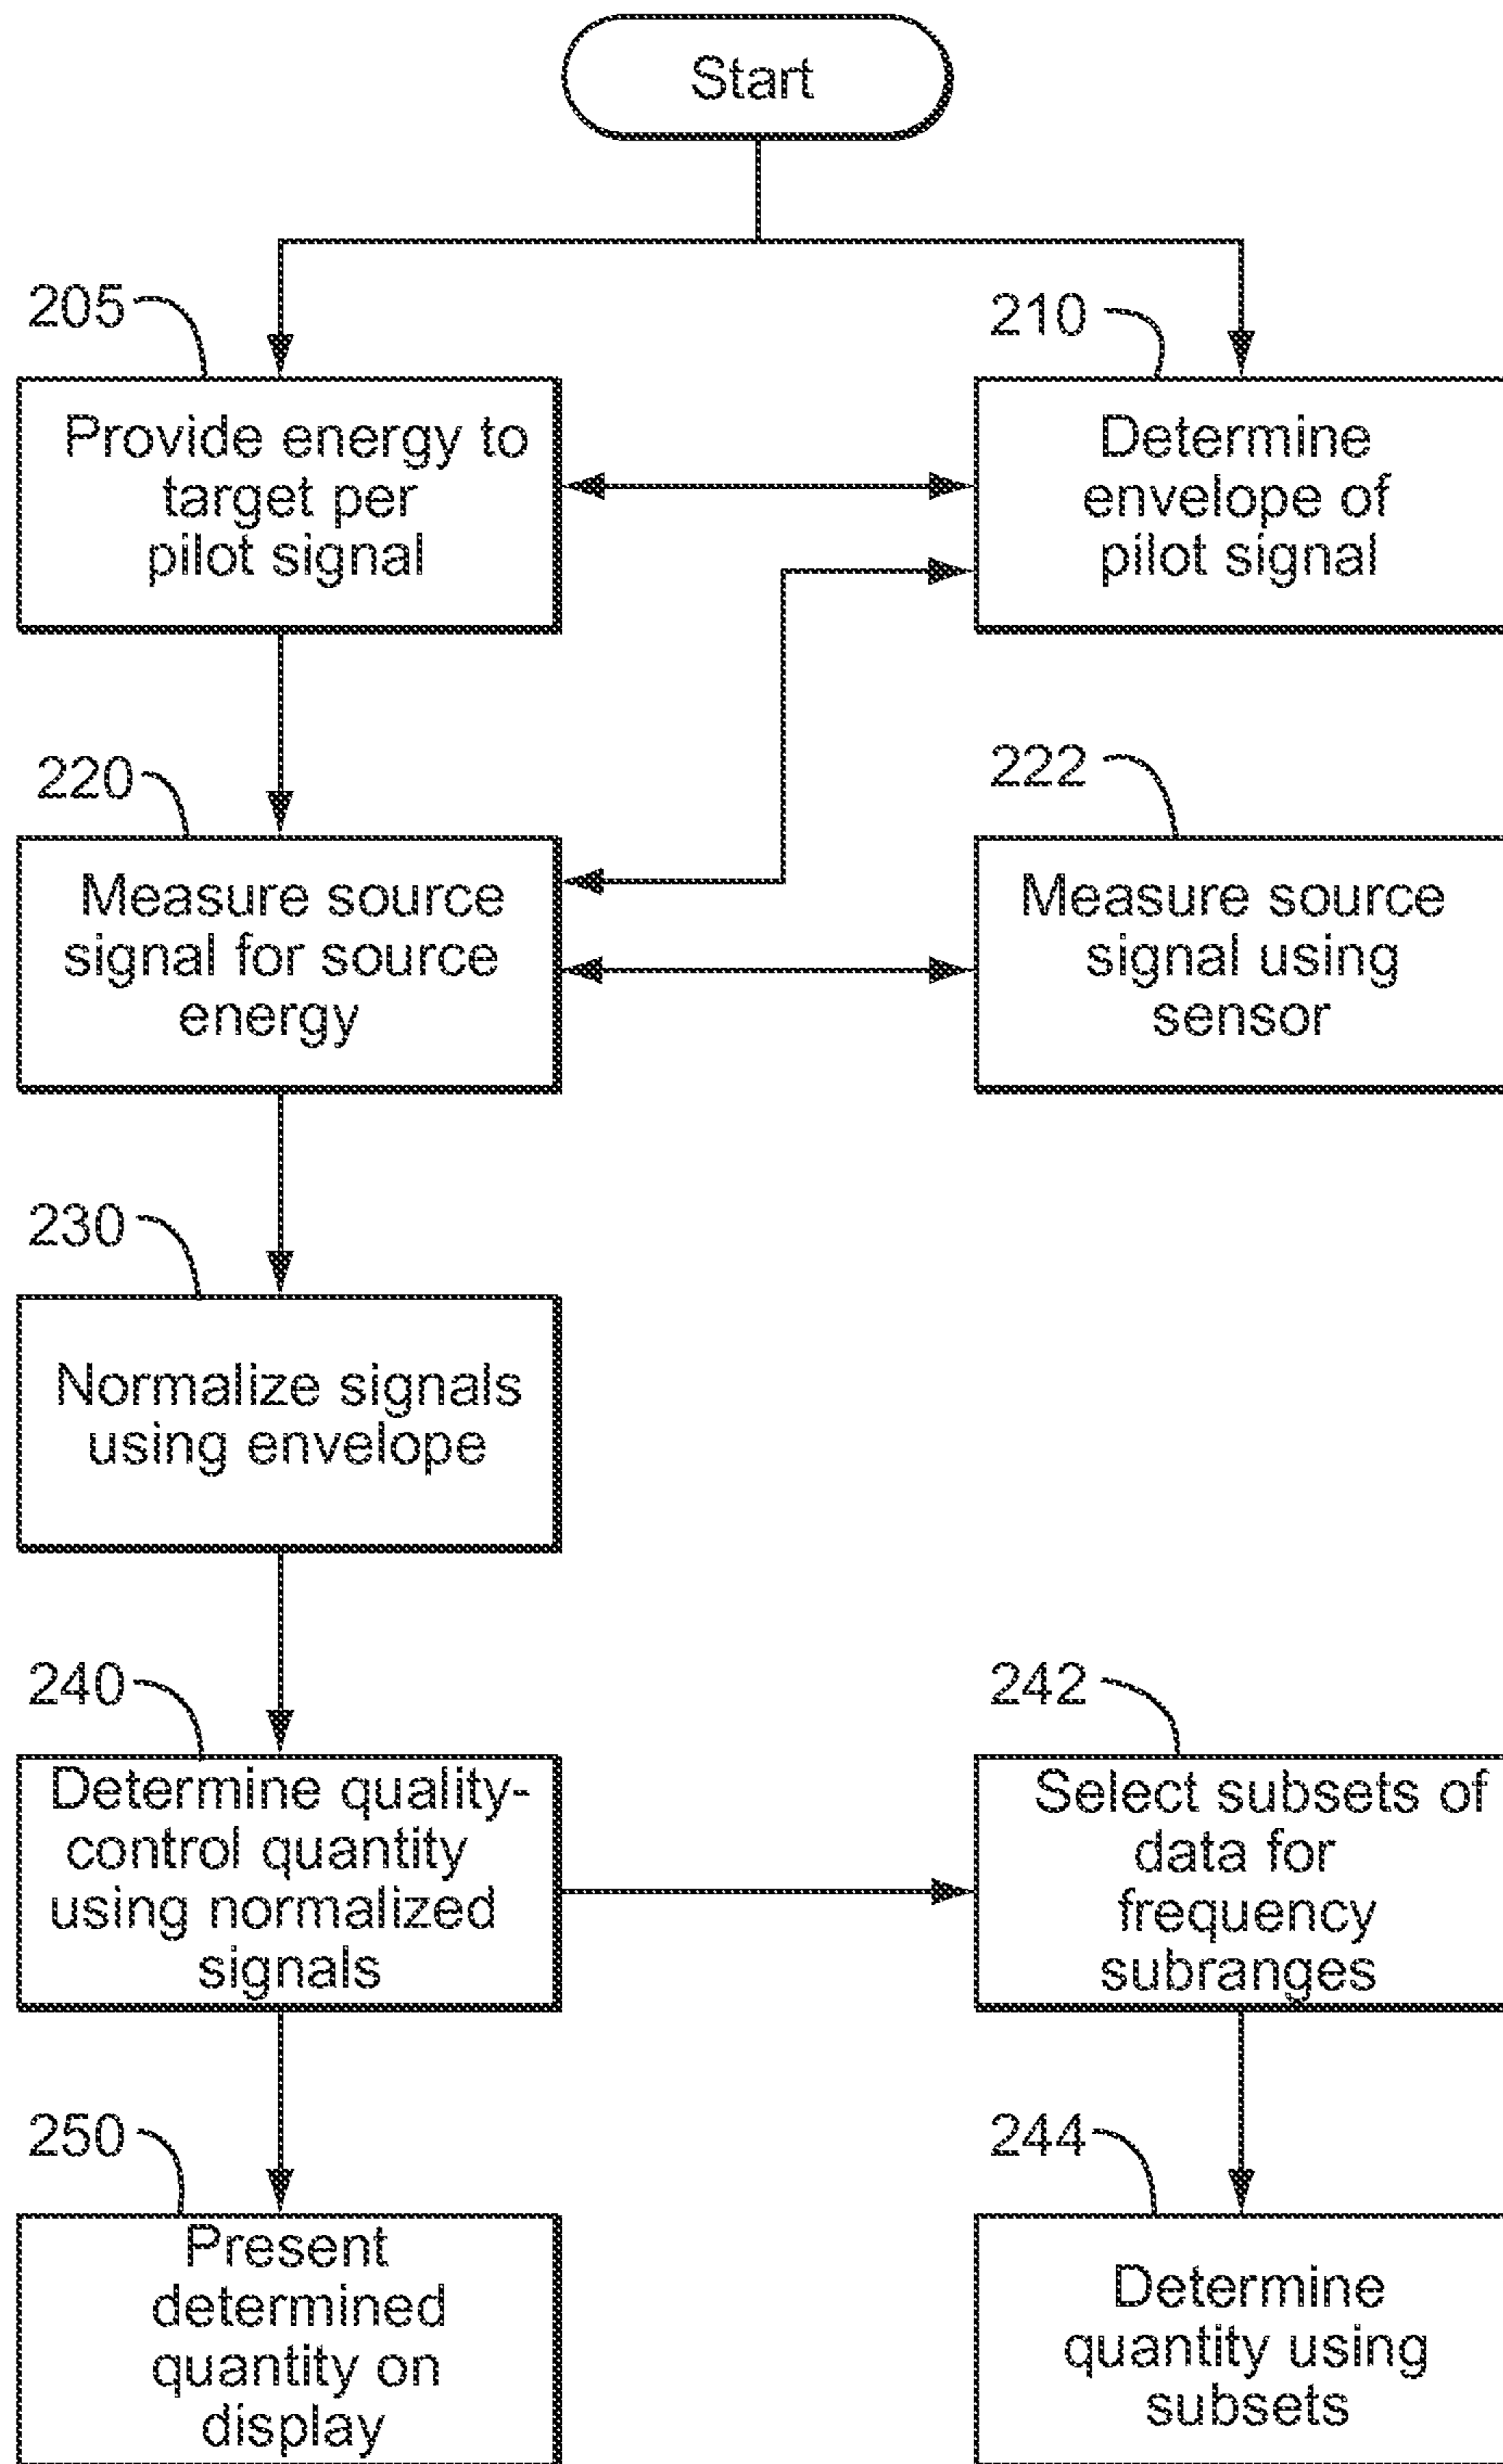 Start
205
210
Provide energy to
target per
pilot signal
Determine
envelope of
pilot signal
220
222
Measure source
signal for source
energy
Measure source
signal using
sensor
230
Normalize signals
using envelope
240
242
Determine quality-
control quantity
using normalized
signals
Select subsets of
data for
frequency
subranges
250
244
Present
determined
quantity on
display
Determine
quantity using
subsets